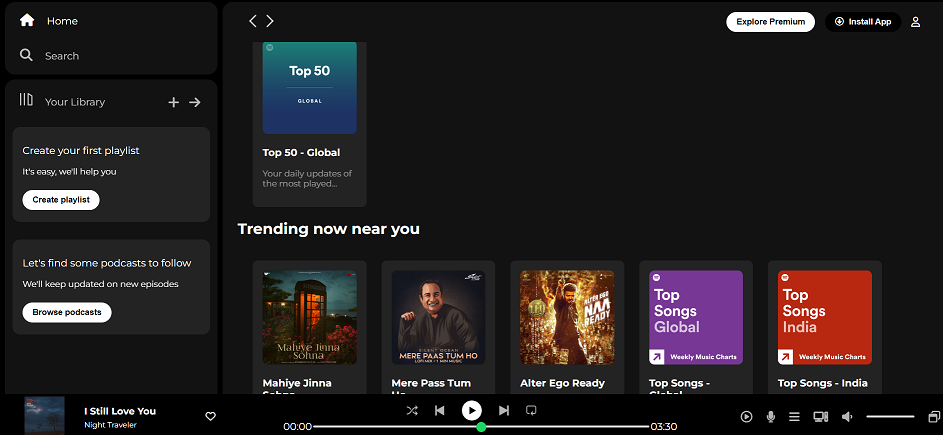 Home
Search
Your Library
Create your first playlist
It's easy, we'll help you
Create playlist
Let's find some podcasts to follow
We'll keep updated on new episodes
Browse podcasts
Explore Premium
Install App
Top 50
GLOBAL
Top 50 - Global
Your daily updates of
the most played...
Trending now near you
Mahiye Jinna
Sohna
Mahiye Jinna
Sohna
MERE PAAS TUM HO
Mere Pass Tum
Ho
ALTER EGO
NAA
READY
Alter Ego Ready
Top
Songs
Global
Weekly Music Charts
Top Songs -
Global
Top
Songs
India
Weekly Music Charts
Top Songs - India
I Still Love You
Night Traveler
00:00
03:30